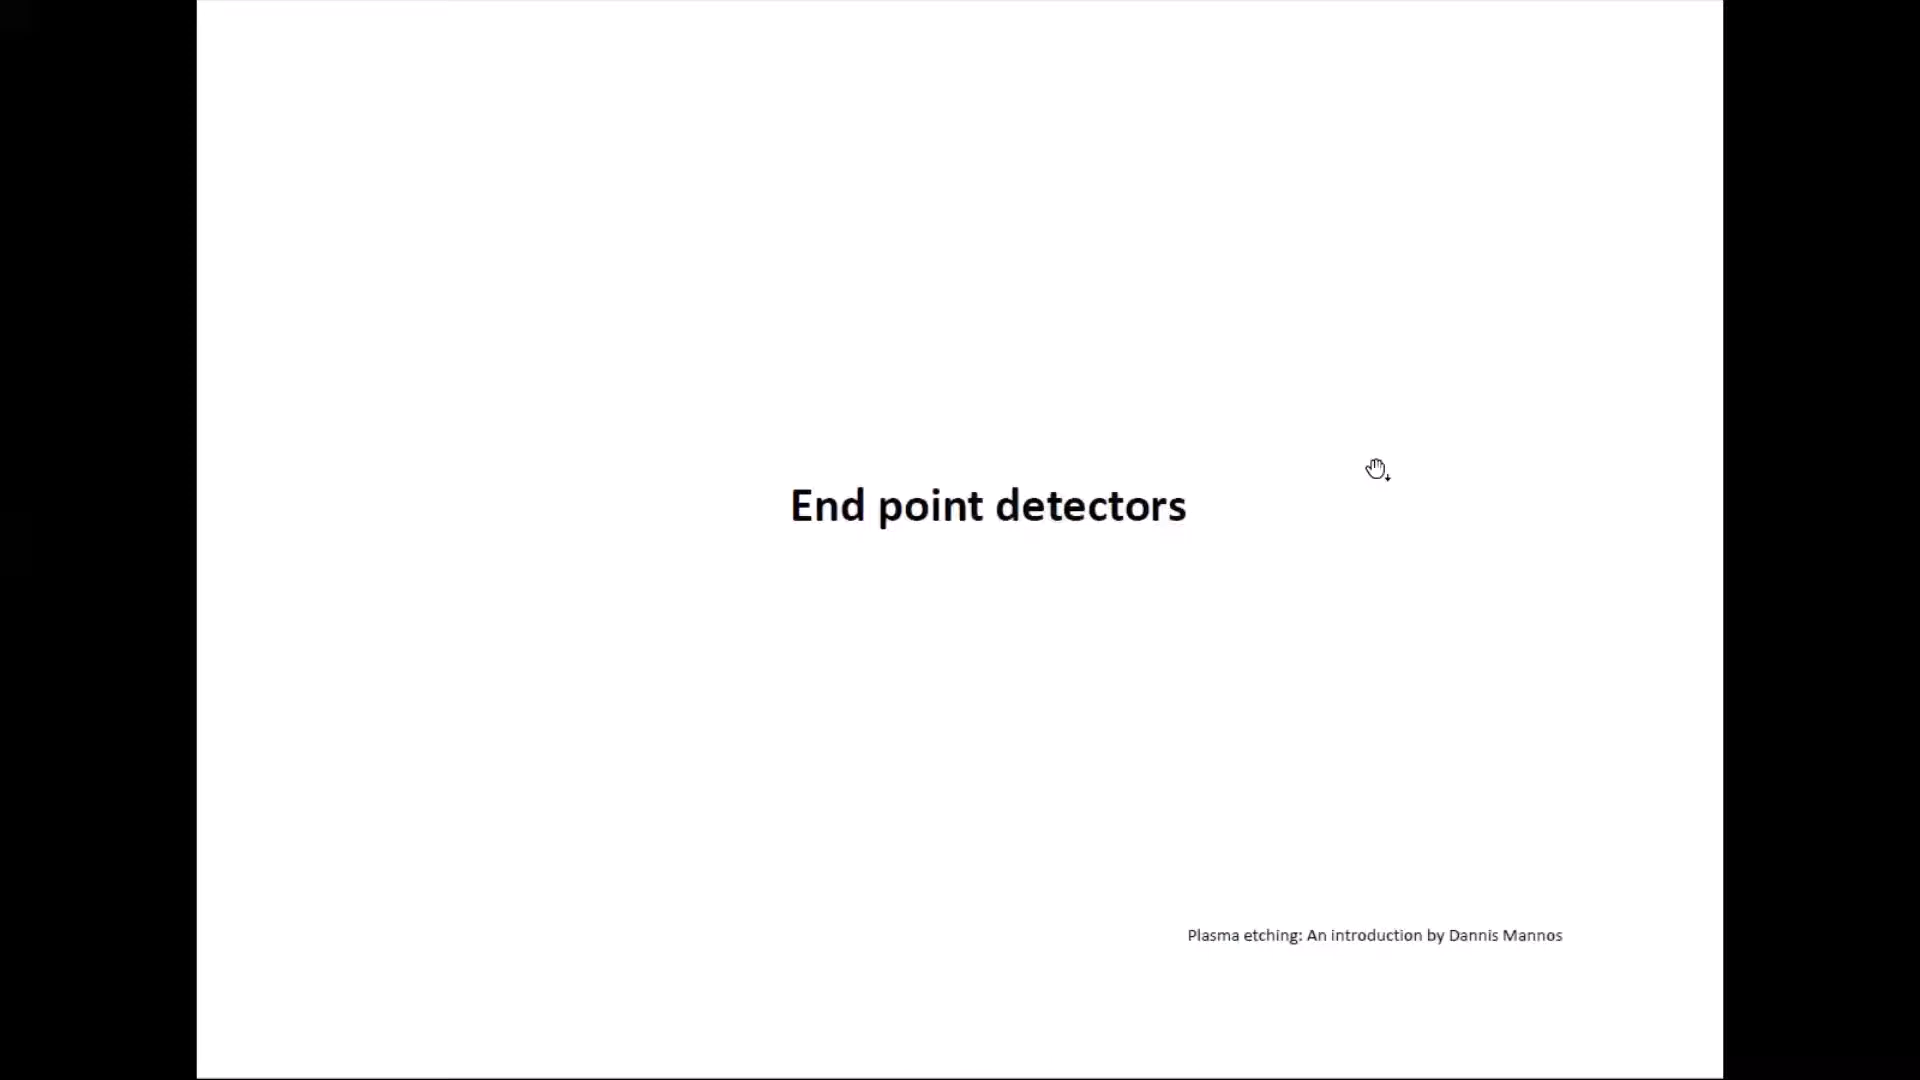 End point detectors
Plasma etching: An introduction by Dannis Mannos